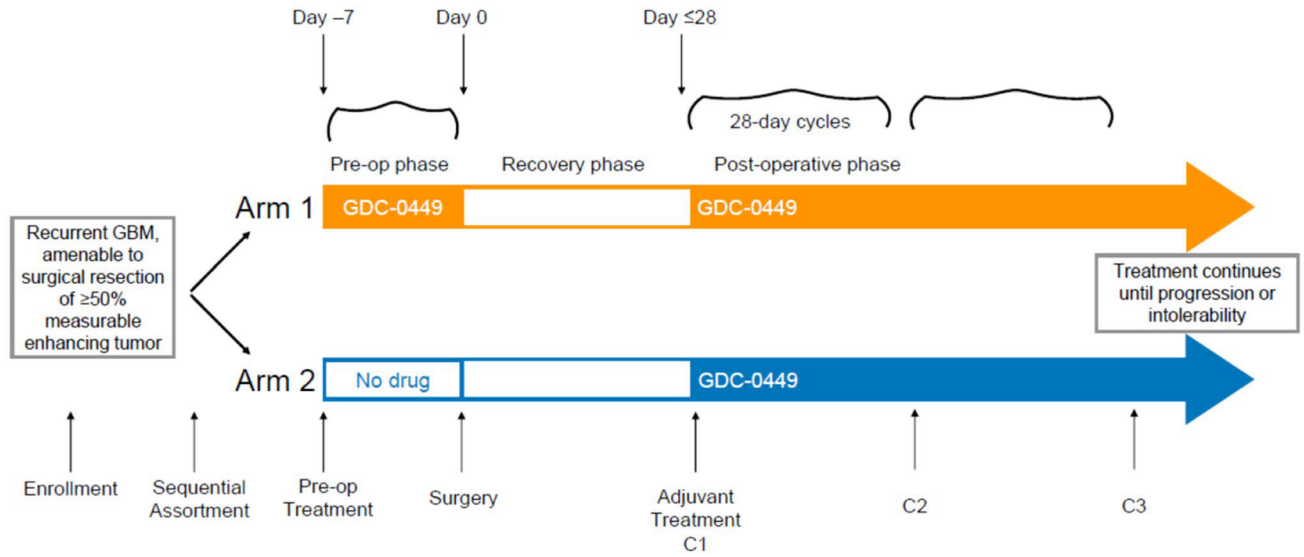 Day –7
Day 0
Day ≤28
28-day cycles
Pre-op phase
Recovery phase
Post-operative phase
Arm 1
GDC-0449
GDC-0449
Recurrent GBM,
amenable to
surgical resection
of ≥50%
measurable
enhancing tumor
Treatment continues
until progression or
intolerability
Arm 2
No drug
GDC-0449
Enrollment
Sequential
Assortment
Pre-op
Treatment
Surgery
Adjuvant
Treatment
C1
C2
C3